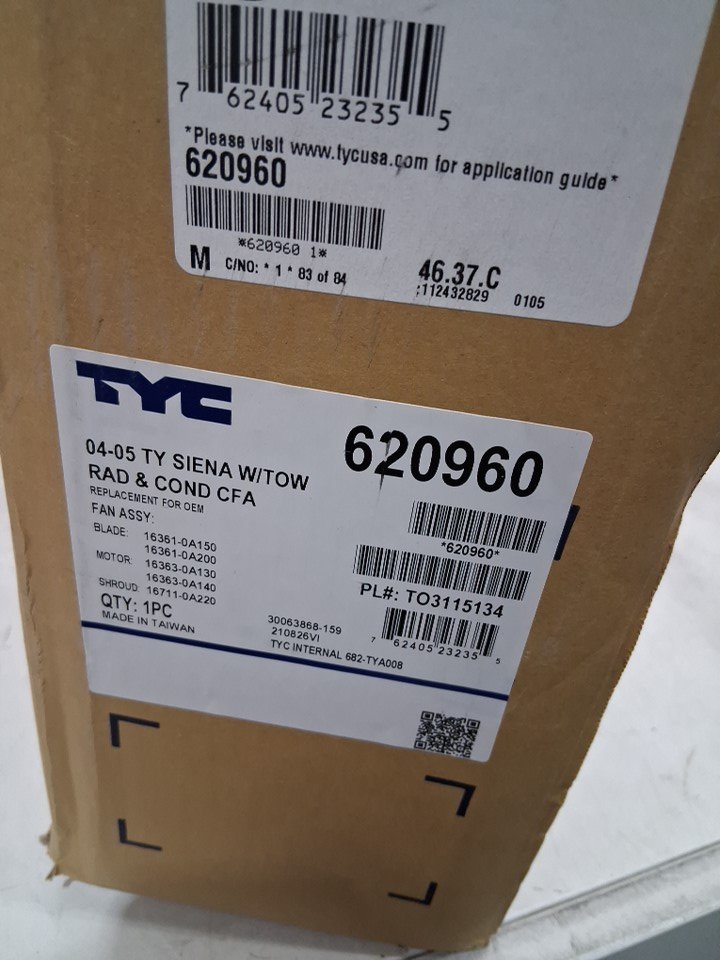 7 62405 23235 5
*Please visit www.tycusa.com for application guide*
620960
*620960 1*
M C/NO: * 1 * 83 of 84
46.37.C
:112432829 0105
TYC
04-05 TY SIENA W/TOW
RAD & COND CFA
REPLACEMENT FOR OEM
FAN ASSY:
BLADE: 16361-0A150
16361-0A200
MOTOR: 16363-0A130
16363-0A140
SHROUD: 16711-0A220
QTY: 1PC
MADE IN TAIWAN
620960
*620960*
PL#: TO3115134
7 62405 23235 5
30063868-159
210826VI
TYC INTERNAL 682-TYA008